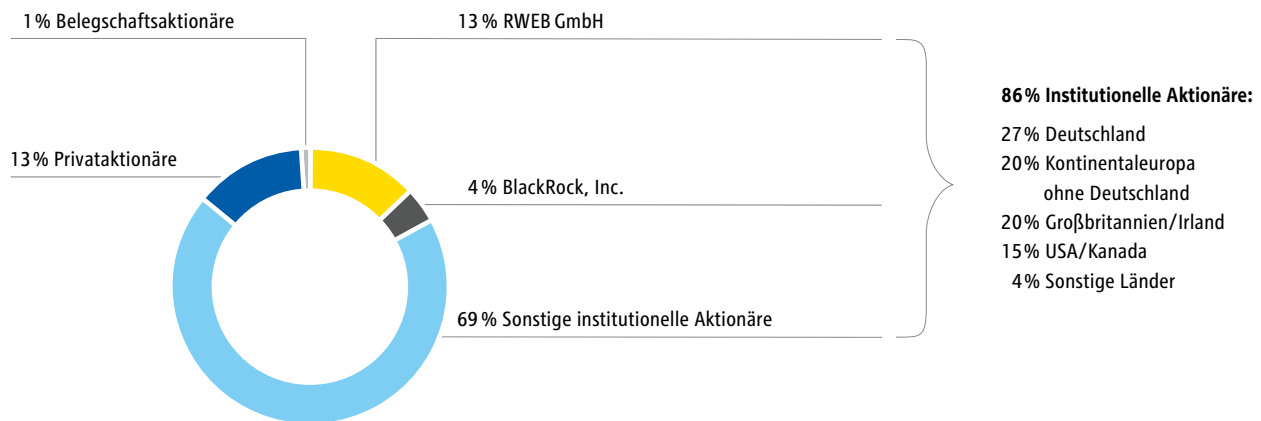 1 % Belegschaftsaktionäre
13 % RWEB GmbH
13 % Privataktionäre
4 % BlackRock, Inc.
69 % Sonstige institutionelle Aktionäre
86 % Institutionelle Aktionäre:
27 % Deutschland
20 % Kontinentaleuropa
ohne Deutschland
20 % Großbritannien/Irland
15 % USA/Kanada
4 % Sonstige Länder